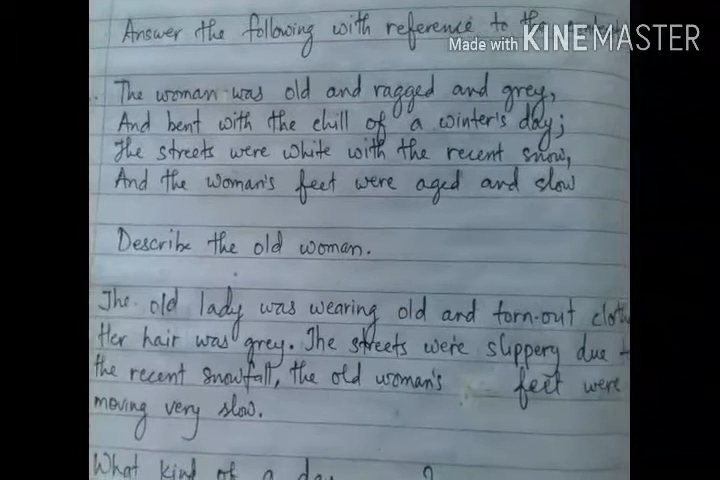 Answer the following with reference to the
Made with KINEMASTER
The woman was old and ragged and grey,
And bent with the chill of a winter's day;
The streets were white with the recent snow,
And the woman's feet were aged and slow
Describe the old woman.
The old lady was wearing old and torn-out
Her hair was grey. The streets were slippery due
the recent snowfall, the old woman's feet were
moving very slow.
What kind of a day ?